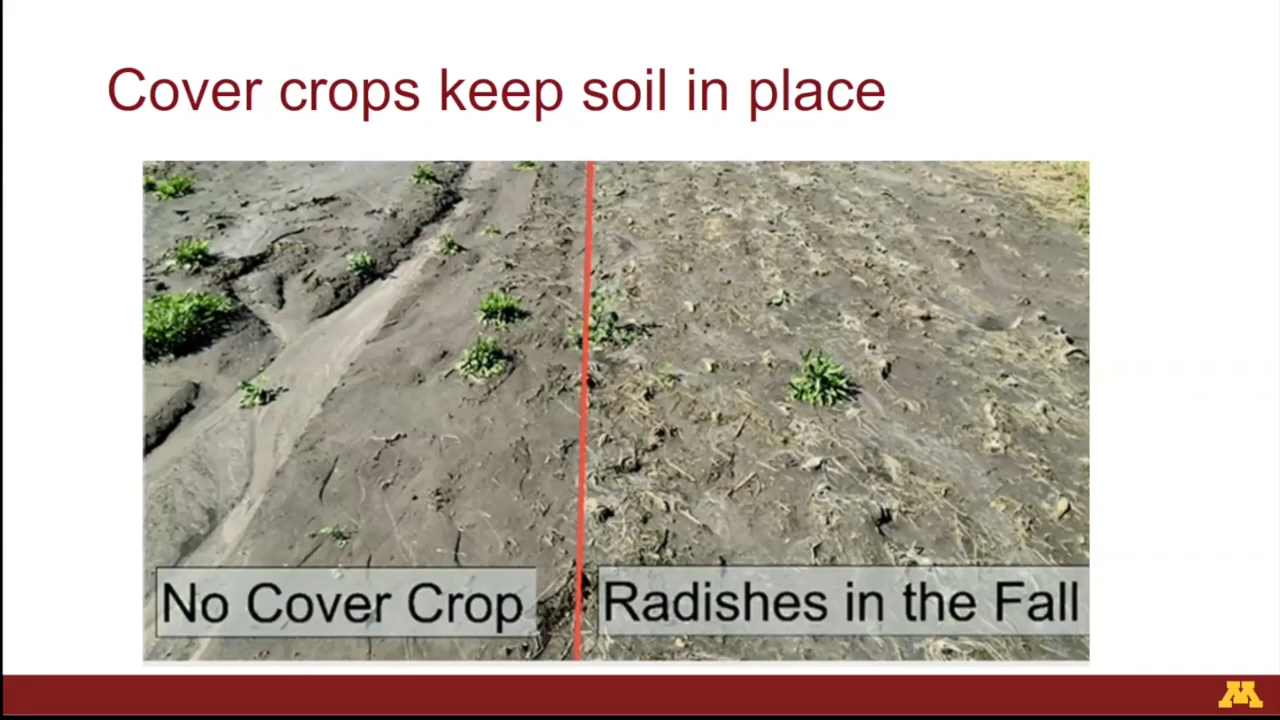 Cover crops keep soil in place
No Cover Crop
Radishes in the Fall
M